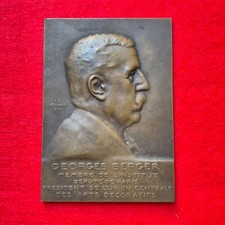 GEORGES BERGER
MEMBRE DE L'INSTITUT
DEPUTE DE PARIS
PRESIDENT DE L'UNION CENTRALE
DES ARTS DECORATIFS